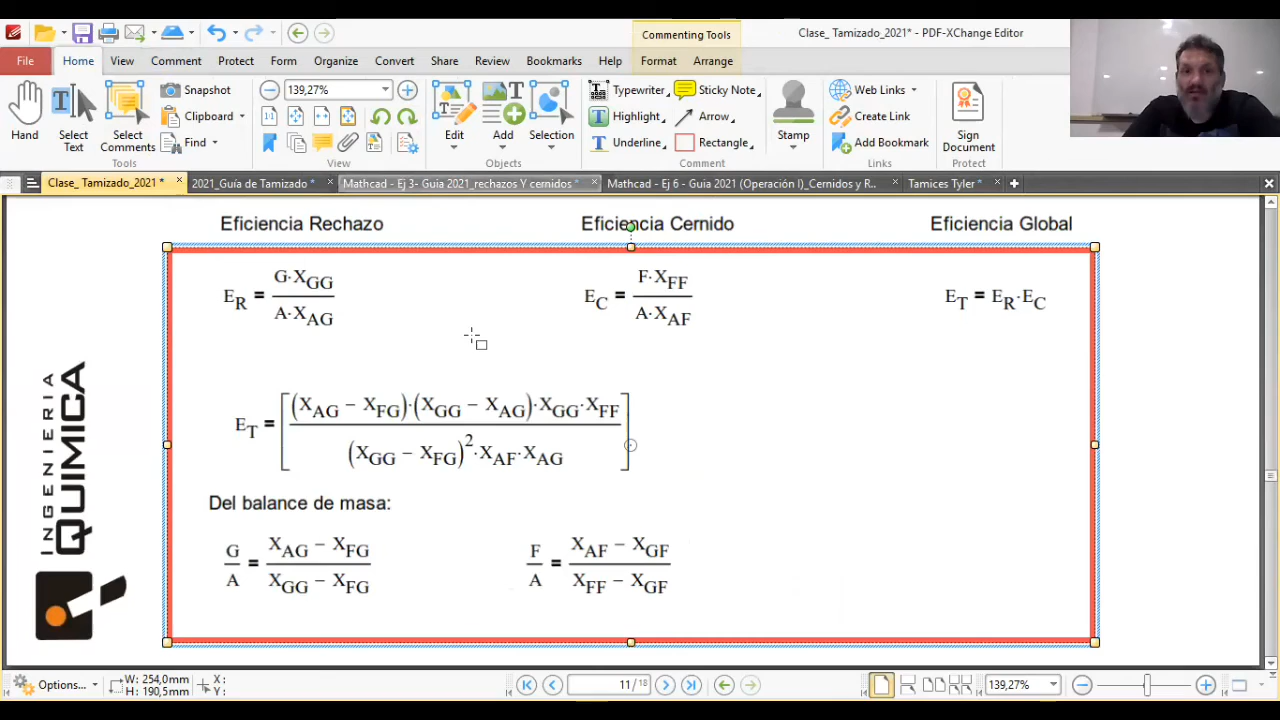 Commenting Tools
Clase_ Tamizado_2021* - PDF-XChange Editor
File Home View Comment Protect Form Organize Convert Share Review Bookmarks Help Format Arrange
Hand
Select Text
Select Comments
Tools
Snapshot
Clipboard
Find
139,27%
View
Edit
Add
Selection
Objects
Typewriter
Highlight
Underline
Sticky Note
Arrow
Rectangle
Comment
Stamp
Web Links
Create Link
Add Bookmark
Links
Sign Document
Protect
Clase_ Tamizado_2021 *
2021_Guía de Tamizado *
Mathcad - Ej 3- Guia 2021_rechazos Y cernidos *
Mathcad - Ej 6 - Guia 2021 (Operación I)_Cernidos y R...
Tamices Tyler *
Eficiencia Rechazo Eficiencia Cernido Eficiencia Global
E_R = G·X_GG / A·X_AG
E_C = F·X_FF / A·X_AF
E_T = E_R·E_C
E_T = [(X_AG − X_FG)·(X_GG − X_AG)·X_GG·X_FF / (X_GG − X_FG)^2·X_AF·X_AG]
Del balance de masa:
G/A = X_AG − X_FG / X_GG − X_FG
F/A = X_AF − X_GF / X_FF − X_GF
INGENIERIA
QUIMICA
Options...
W: 254,0mm
H: 190,5mm
X:
Y:
11/18
139,27%